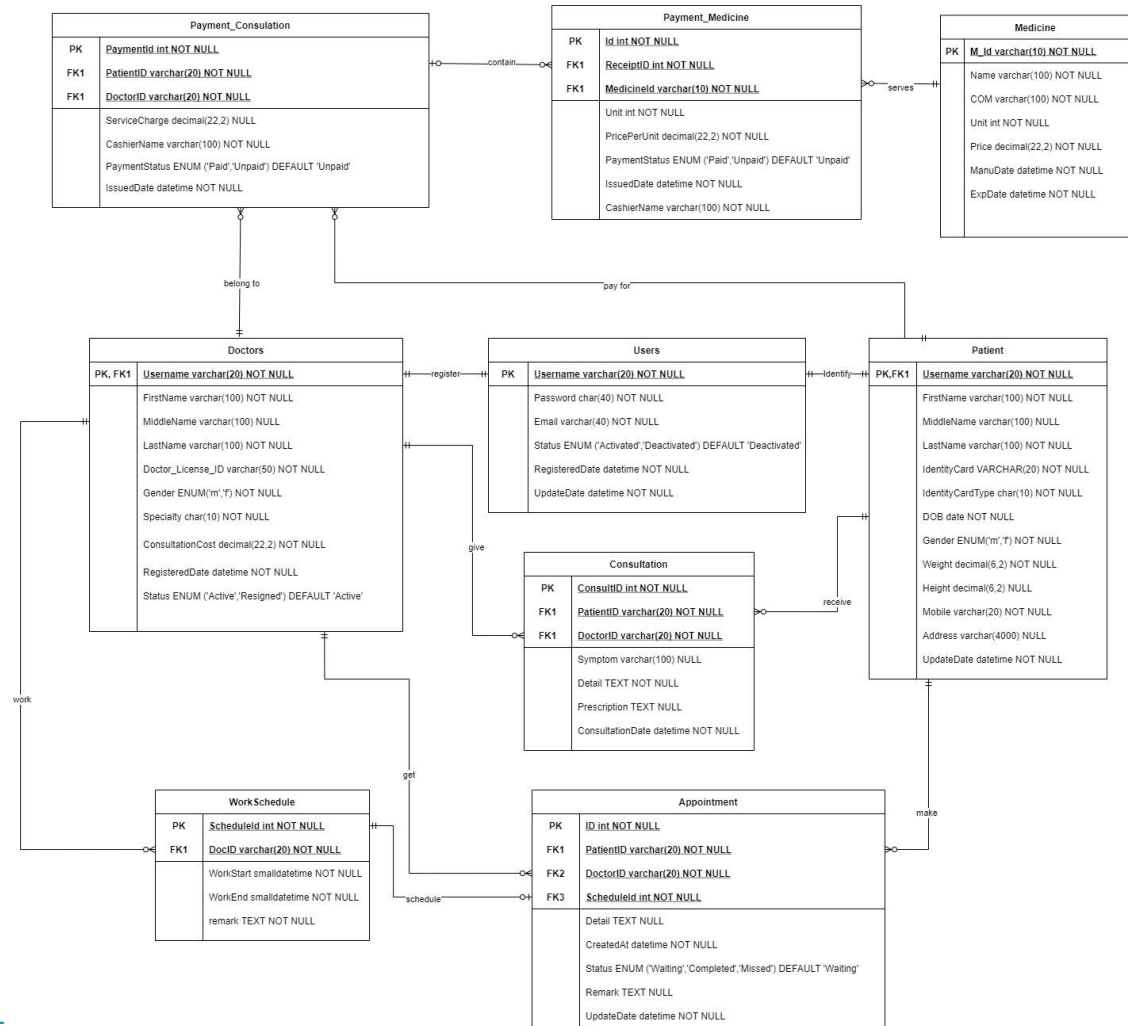 Payment_Consulation
PK PaymentId int NOT NULL
FK1 PatientID varchar(20) NOT NULL
FK1 DoctorID varchar(20) NOT NULL
ServiceCharge decimal(22,2) NULL
CashierName varchar(100) NOT NULL
PaymentStatus ENUM ('Paid','Unpaid') DEFAULT 'Unpaid'
IssuedDate datetime NOT NULL
contain
Payment_Medicine
PK Id int NOT NULL
FK1 ReceiptID int NOT NULL
FK1 MedicineId varchar(10) NOT NULL
Unit int NOT NULL
PricePerUnit decimal(22,2) NOT NULL
PaymentStatus ENUM ('Paid','Unpaid') DEFAULT 'Unpaid'
IssuedDate datetime NOT NULL
CashierName varchar(100) NOT NULL
serves
Medicine
PK M_Id varchar(10) NOT NULL
Name varchar(100) NOT NULL
COM varchar(100) NOT NULL
Unit int NOT NULL
Price decimal(22,2) NOT NULL
ManuDate datetime NOT NULL
ExpDate datetime NOT NULL
belong to
pay for
Doctors
PK, FK1 Username varchar(20) NOT NULL
FirstName varchar(100) NOT NULL
MiddleName varchar(100) NULL
LastName varchar(100) NOT NULL
Doctor_License_ID varchar(50) NOT NULL
Gender ENUM('m','f') NOT NULL
Specialty char(10) NOT NULL
ConsultationCost decimal(22,2) NOT NULL
RegisteredDate datetime NOT NULL
Status ENUM ('Active','Resigned') DEFAULT 'Active'
register
Users
PK Username varchar(20) NOT NULL
Password char(40) NOT NULL
Email varchar(40) NOT NULL
Status ENUM ('Activated','Deactivated') DEFAULT 'Deactivated'
RegisteredDate datetime NOT NULL
UpdateDate datetime NOT NULL
Identify
Patient
PK,FK1 Username varchar(20) NOT NULL
FirstName varchar(100) NOT NULL
MiddleName varchar(100) NULL
LastName varchar(100) NOT NULL
IdentityCard VARCHAR(20) NOT NULL
IdentityCardType char(10) NOT NULL
DOB date NOT NULL
Gender ENUM('m','f') NOT NULL
Weight decimal(6,2) NOT NULL
Height decimal(6,2) NULL
Mobile varchar(20) NOT NULL
Address varchar(4000) NULL
UpdateDate datetime NOT NULL
give
Consultation
PK ConsultID int NOT NULL
FK1 PatientID varchar(20) NOT NULL
FK1 DoctorID varchar(20) NOT NULL
Symptom varchar(100) NULL
Detail TEXT NOT NULL
Prescription TEXT NULL
ConsultationDate datetime NOT NULL
receive
work
get
make
WorkSchedule
PK ScheduleId int NOT NULL
FK1 DocID varchar(20) NOT NULL
WorkStart smalldatetime NOT NULL
WorkEnd smalldatetime NOT NULL
remark TEXT NOT NULL
schedule
Appointment
PK ID int NOT NULL
FK1 PatientID varchar(20) NOT NULL
FK2 DoctorID varchar(20) NOT NULL
FK3 ScheduleId int NOT NULL
Detail TEXT NULL
CreatedAt datetime NOT NULL
Status ENUM ('Waiting','Completed','Missed') DEFAULT 'Waiting'
Remark TEXT NULL
UpdateDate datetime NOT NULL